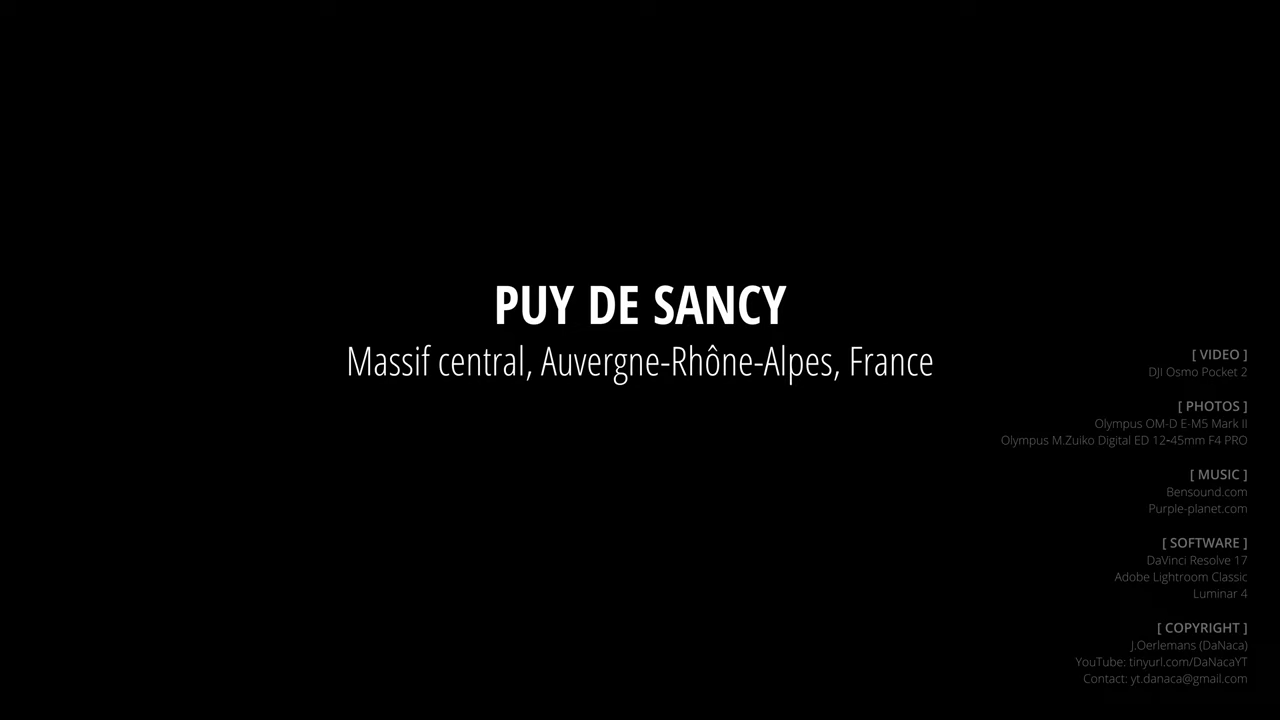 PUY DE SANCY
Massif central, Auvergne-Rhône-Alpes, France
[ VIDEO ]
DJI Osmo Pocket 2
[ PHOTOS ]
Olympus OM-D E-M5 Mark II
Olympus M.Zuiko Digital ED 12-45mm F4 PRO
[ MUSIC ]
Bensound.com
Purple-planet.com
[ SOFTWARE ]
DaVinci Resolve 17
Adobe Lightroom Classic
Luminar 4
[ COPYRIGHT ]
J.Oerlemans (DaNaca)
YouTube: tinyurl.com/DaNacaYT
Contact: yt.danaca@gmail.com